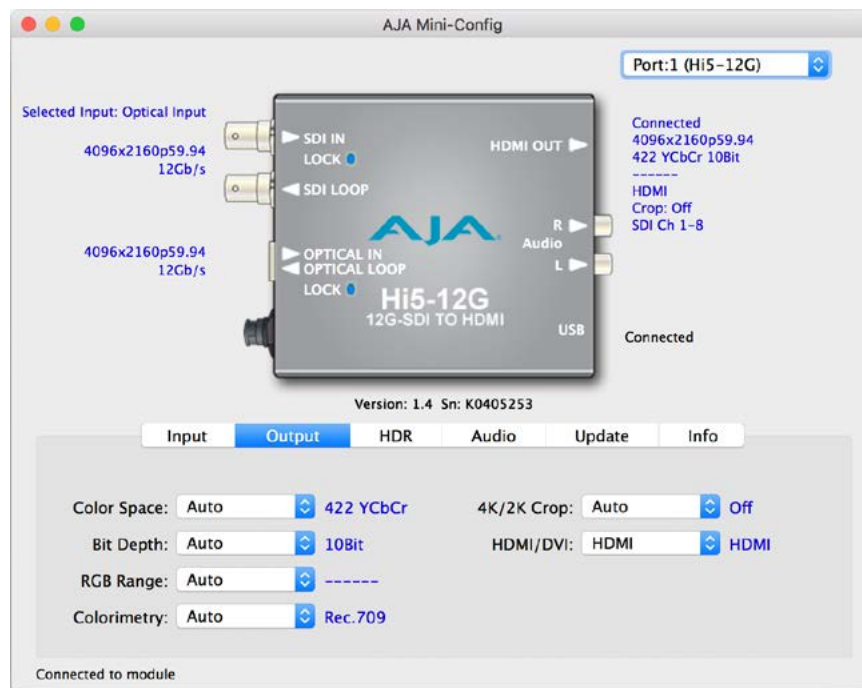 AJA Mini-Config
Port:1 (Hi5-12G)
Selected Input: Optical Input
4096x2160p59.94
12Gb/s
4096x2160p59.94
12Gb/s
SDI IN
LOCK
SDI LOOP
HDMI OUT
AJA
R
Audio
L
OPTICAL IN
OPTICAL LOOP
LOCK
Hi5-12G
12G-SDI TO HDMI
USB
Connected
4096x2160p59.94
422 YCbCr 10Bit
------
HDMI
Crop: Off
SDI Ch 1-8
Connected
Version: 1.4 Sn: K0405253
Input Output HDR Audio Update Info
Color Space: Auto 422 YCbCr 4K/2K Crop: Auto Off
Bit Depth: Auto 10Bit HDMI/DVI: HDMI HDMI
RGB Range: Auto ------
Colorimetry: Auto Rec.709
Connected to module